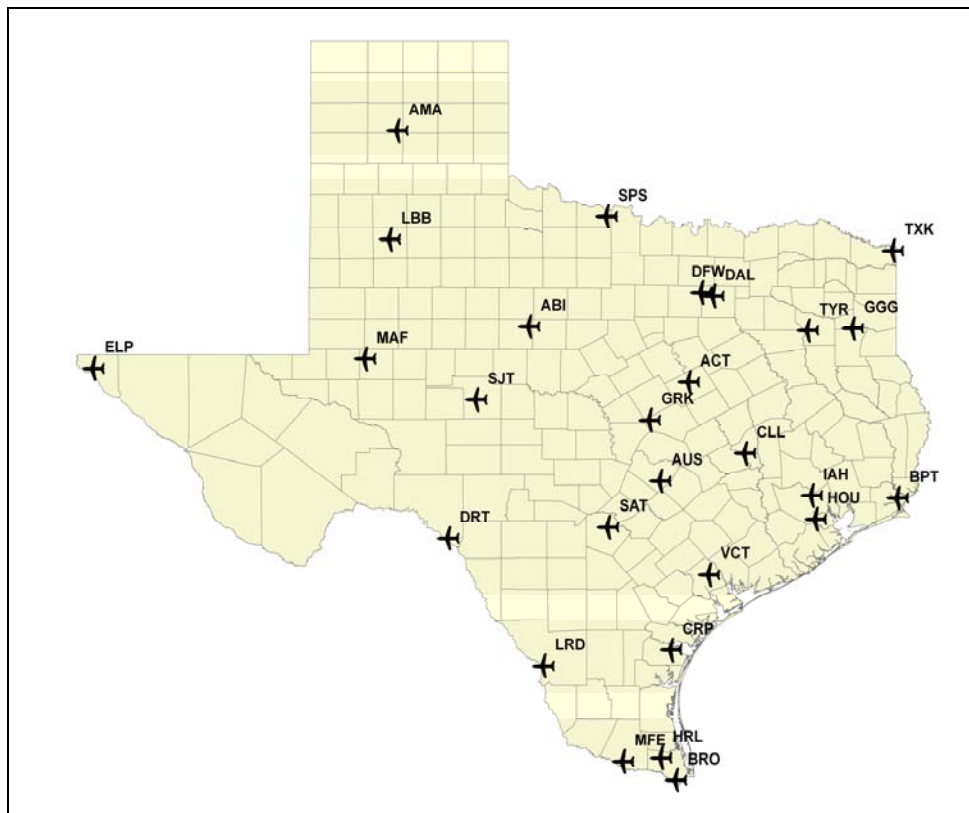 AMA
SPS
LBB
TXK
DFW DAL
ABI
TYR GGG
MAF
ELP
ACT
SJT
GRK
CLL
AUS
IAH
BPT
HOU
SAT
DRT
VCT
CRP
LRD
HRL
MFE
BRO